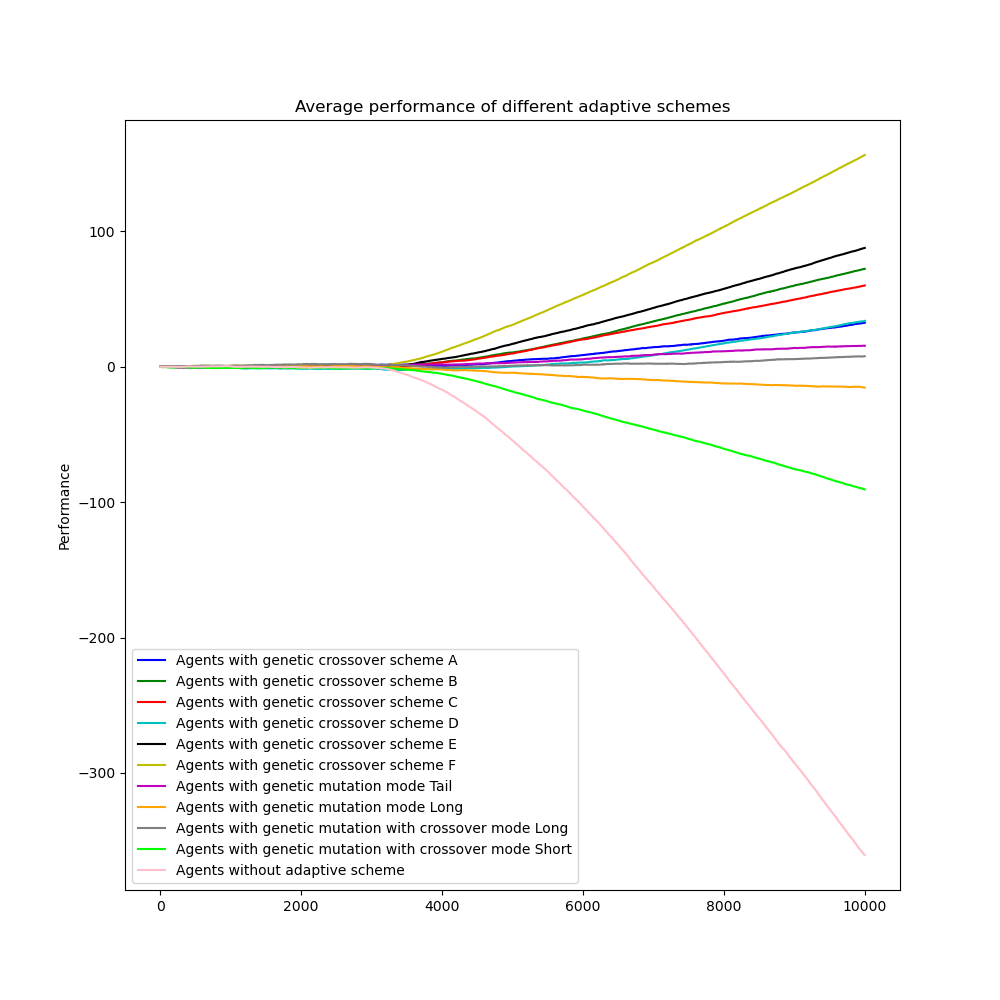 Average performance of different adaptive schemes
100
0
−100
−200
−300
Performance
Agents with genetic crossover scheme A
Agents with genetic crossover scheme B
Agents with genetic crossover scheme C
Agents with genetic crossover scheme D
Agents with genetic crossover scheme E
Agents with genetic crossover scheme F
Agents with genetic mutation mode Tail
Agents with genetic mutation mode Long
Agents with genetic mutation with crossover mode Long
Agents with genetic mutation with crossover mode Short
Agents without adaptive scheme
0 2000 4000 6000 8000 10000